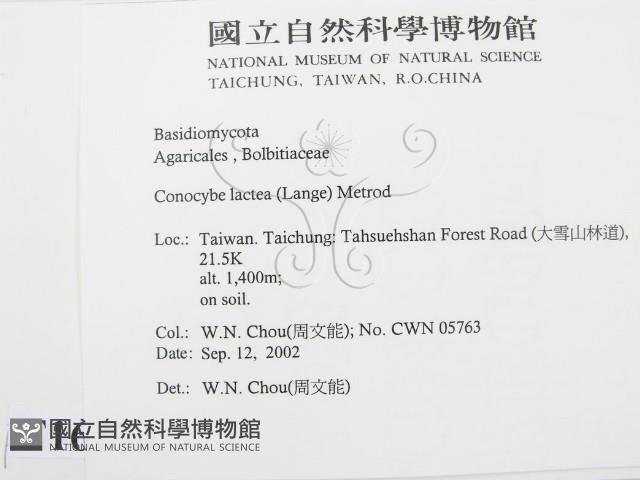 國立自然科學博物館
NATIONAL MUSEUM OF NATURAL SCIENCE
TAICHUNG, TAIWAN, R.O.CHINA
Basidiomycota
Agaricales , Bolbitiaceae
Conocybe lactea (Lange) Metrod
Loc.: Taiwan. Taichung: Tahsuehshan Forest Road (大雪山林道),
21.5K
alt. 1,400m;
on soil.
Col.: W.N. Chou(周文能); No. CWN 05763
Date: Sep. 12, 2002
Det.: W.N. Chou(周文能)
國立自然科學博物館
NATIONAL MUSEUM OF NATURAL SCIENCE